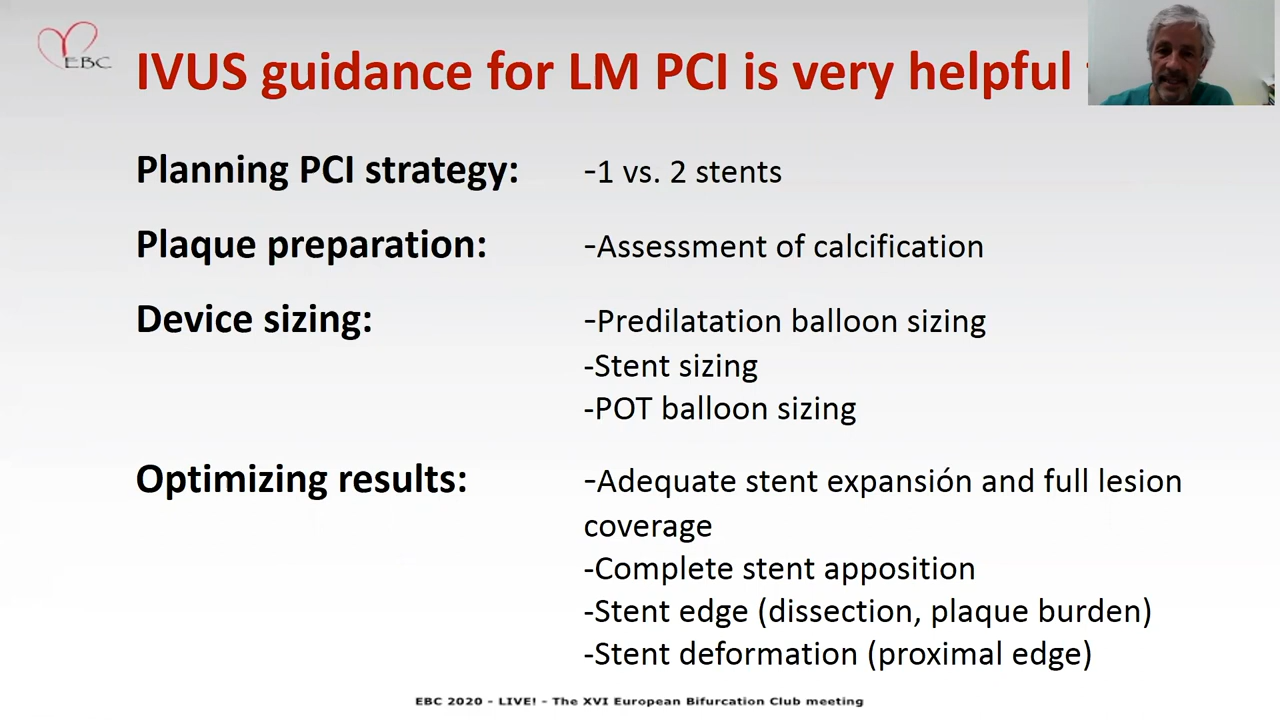 EBC
IVUS guidance for LM PCI is very helpful
Planning PCI strategy: -1 vs. 2 stents
Plaque preparation: -Assessment of calcification
Device sizing: -Predilatation balloon sizing
-Stent sizing
-POT balloon sizing
Optimizing results: -Adequate stent expansión and full lesion
coverage
-Complete stent apposition
-Stent edge (dissection, plaque burden)
-Stent deformation (proximal edge)
EBC 2020 - LIVE! - The XVI European Bifurcation Club meeting